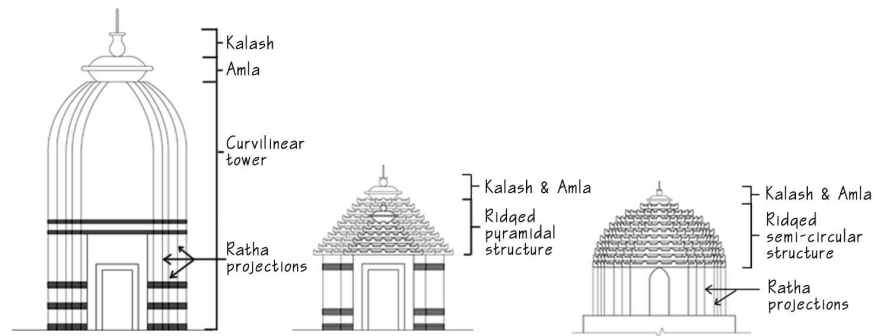 Kalash
Amla
Curvilinear
tower
Ratha
projections
Kalash & Amla
Ridged
pyramidal
structure
Kalash & Amla
Ridged
semi-circular
structure
Ratha
projections